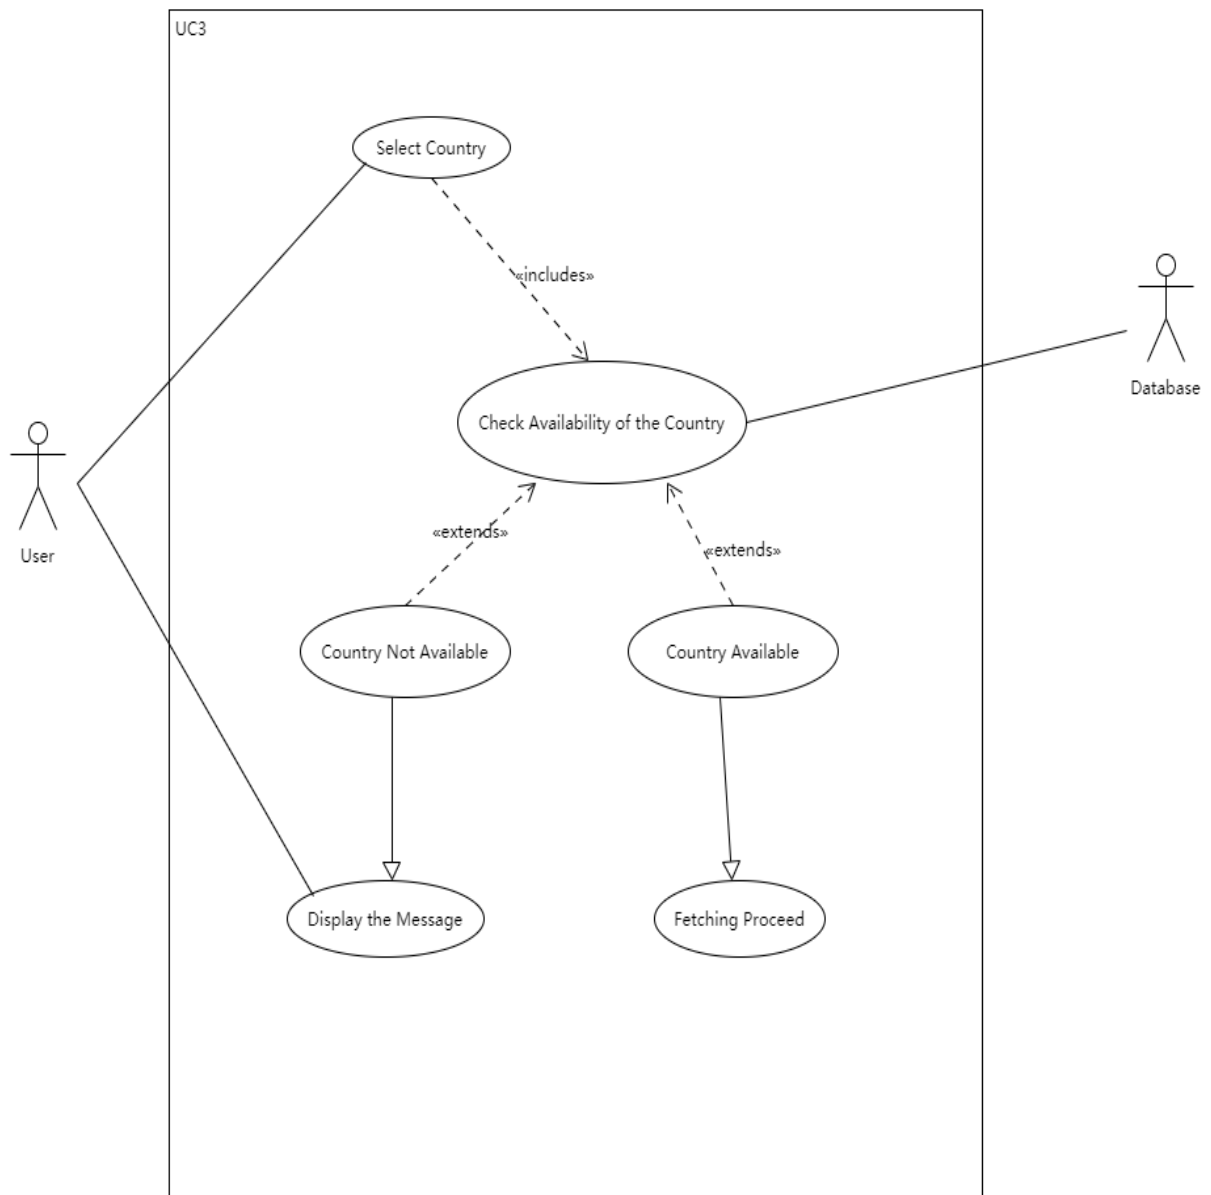 UC3
Select Country
«includes»
Database
Check Availability of the Country
User
«extends»
«extends»
Country Not Available
Country Available
Display the Message
Fetching Proceed